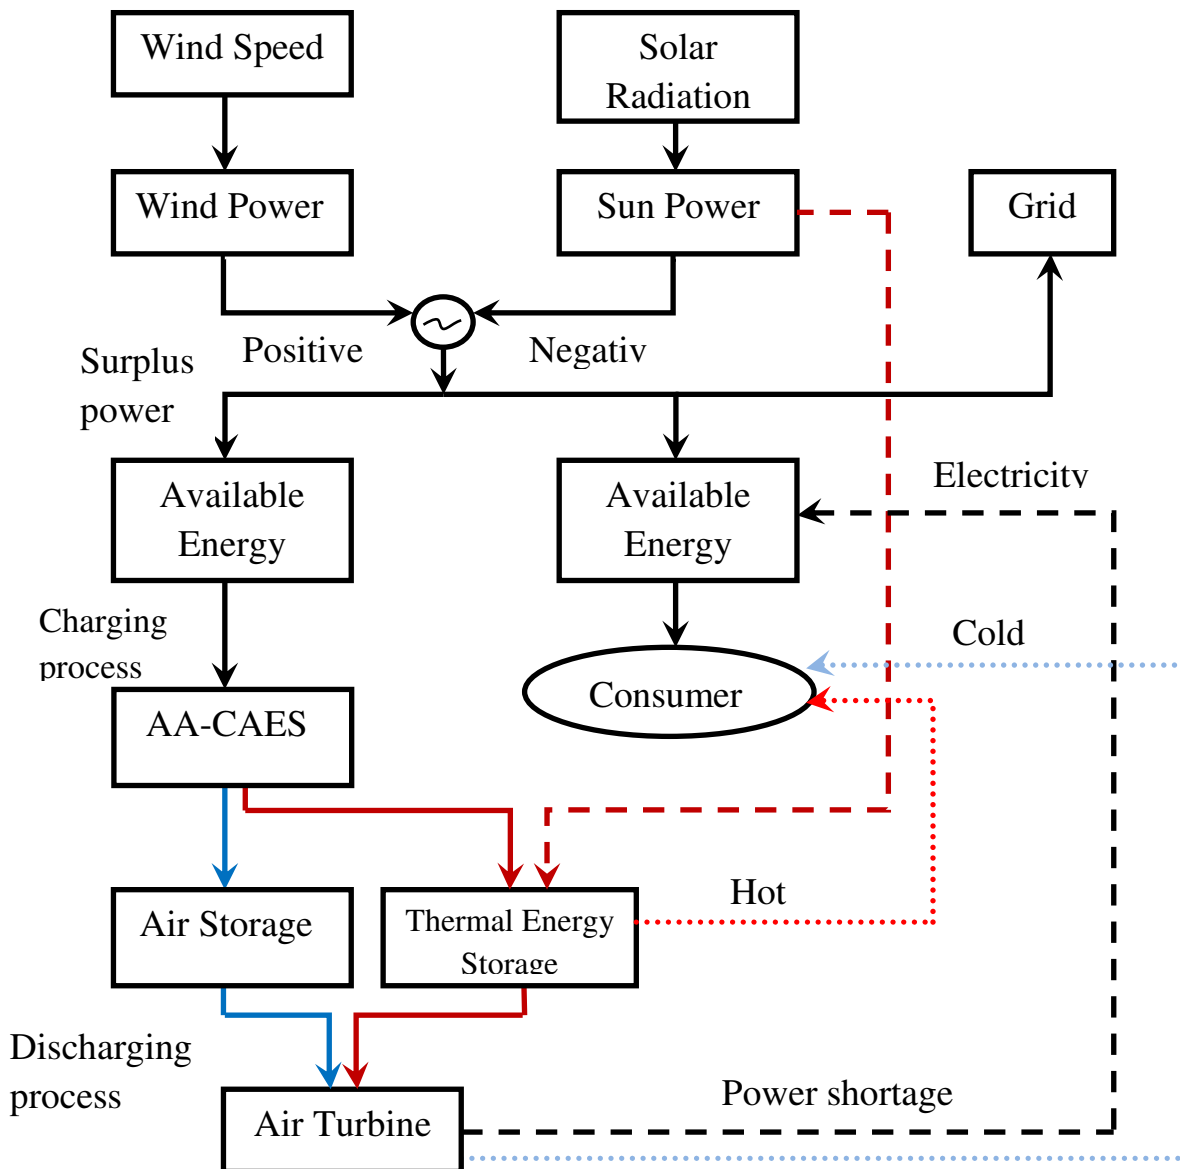 Wind Speed
Solar
Radiation
Wind Power
Sun Power
Grid
Positive
Negativ
Surplus
power
Available
Energy
Available
Energy
Electricity
Charging
process
Cold
Consumer
AA-CAES
Hot
Air Storage
Thermal Energy
Storage
Discharging
process
Power shortage
Air Turbine